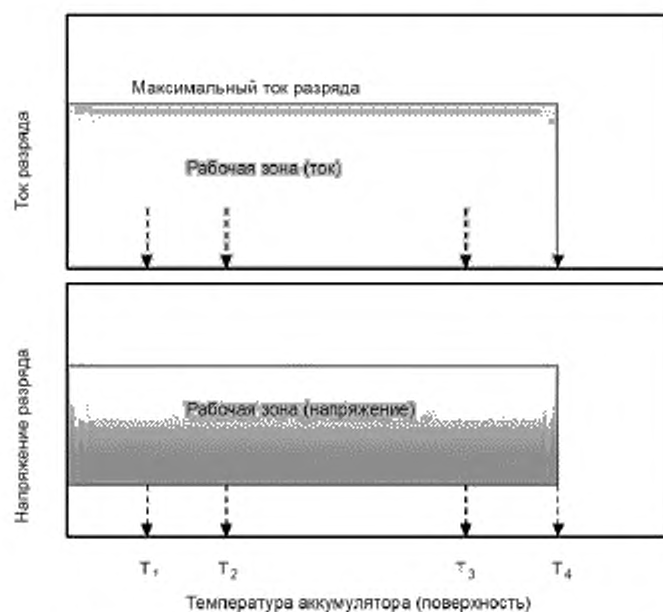 Ток разряда
Максимальный ток разряда
Рабочая зона (ток)
Напряжение разряда
Рабочая зона (напряжение)
T1 T2 T3 T4
Температура аккумулятора (поверхность)